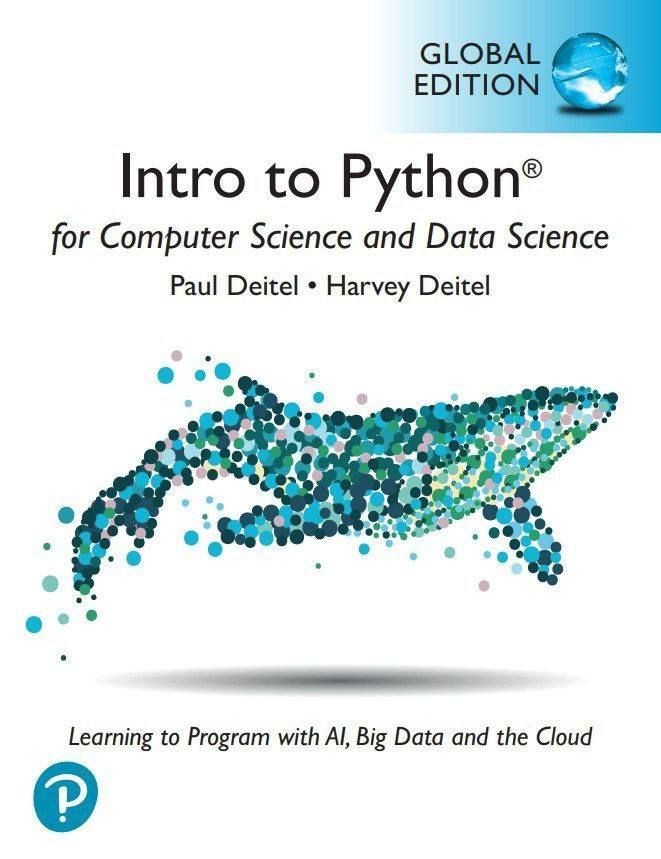 GLOBAL
EDITION
Intro to Python®
for Computer Science and Data Science
Paul Deitel • Harvey Deitel
Learning to Program with AI, Big Data and the Cloud
P